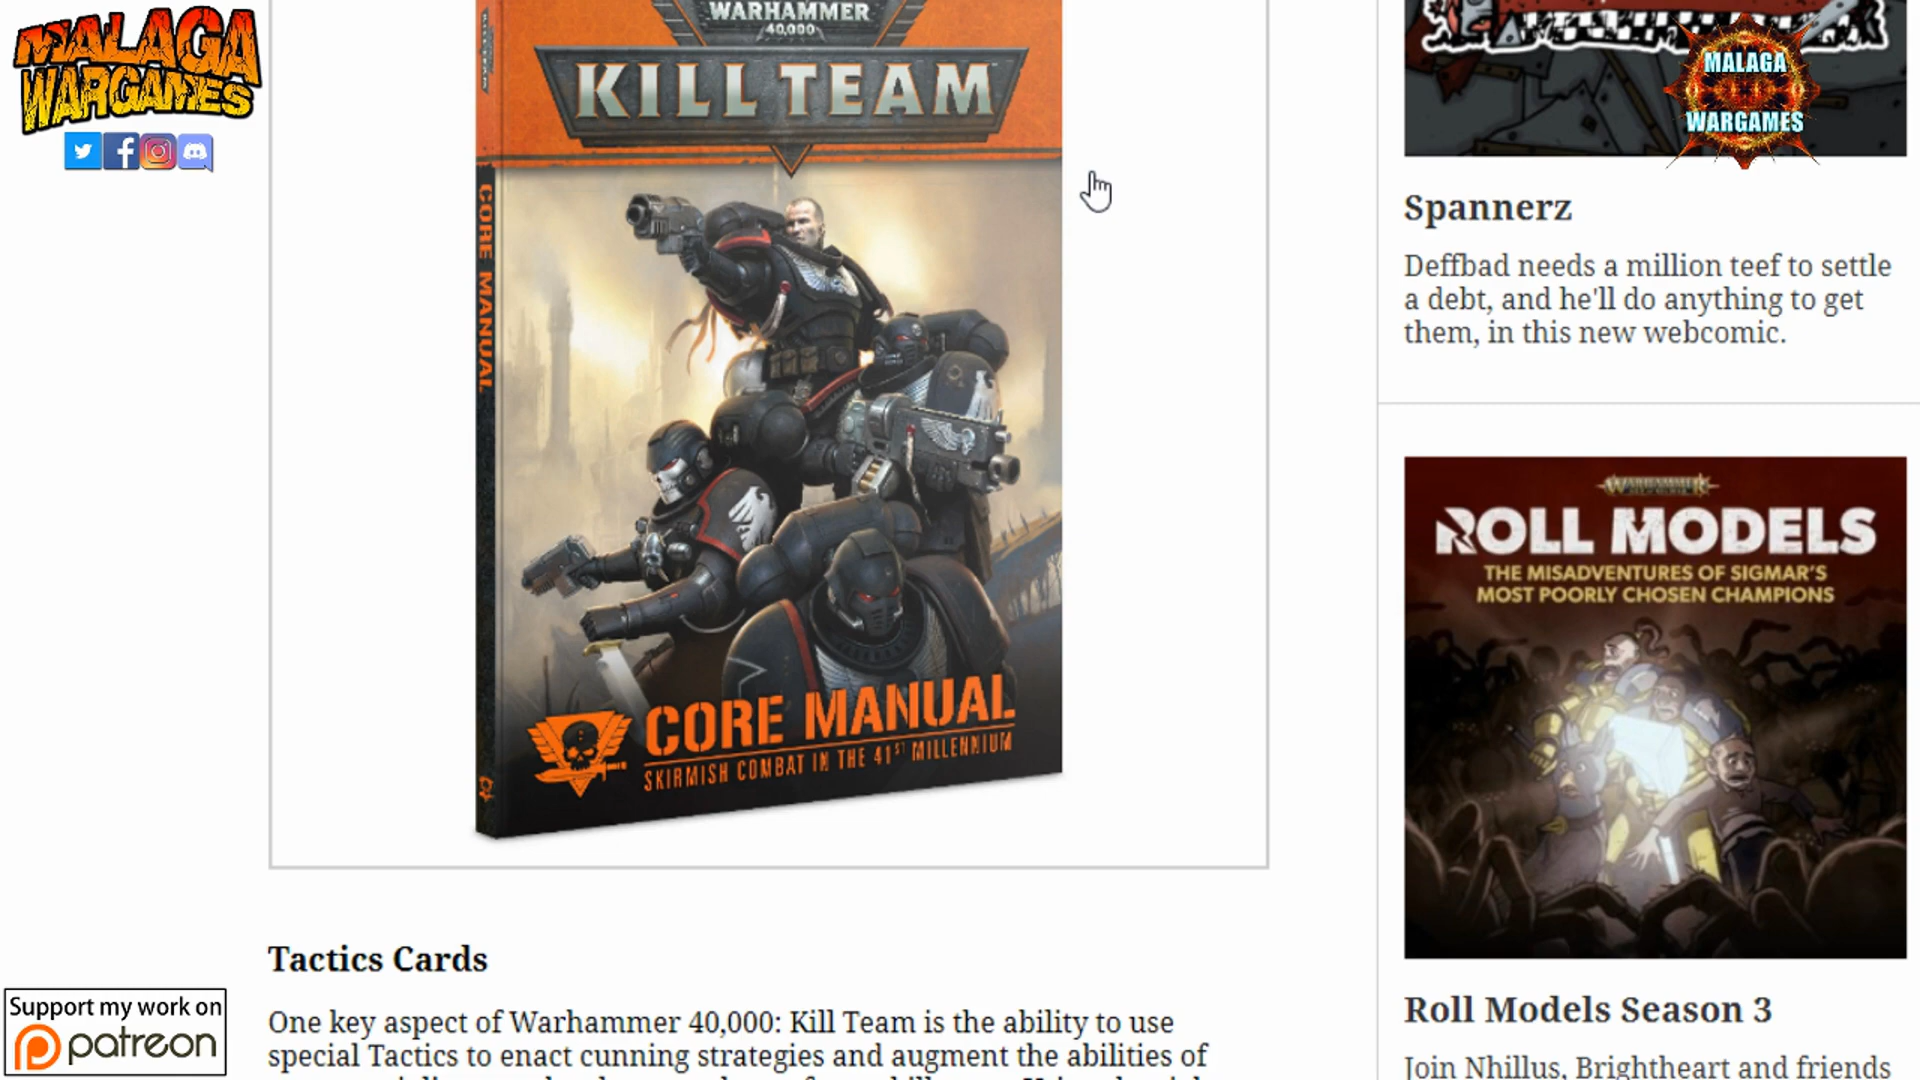 MALAGA
WARGAMES
WARHAMMER
40,000
KILL TEAM
CORE MANUAL
CORE MANUAL
SKIRMISH COMBAT IN THE 41ST MILLENNIUM
Tactics Cards
One key aspect of Warhammer 40,000: Kill Team is the ability to use
special Tactics to enact cunning strategies and augment the abilities of
Support my work on
patreon
MALAGA
WARGAMES
Spannerz
Deffbad needs a million teef to settle
a debt, and he'll do anything to get
them, in this new webcomic.
WARHAMMER
ROLL MODELS
THE MISADVENTURES OF SIGMAR'S
MOST POORLY CHOSEN CHAMPIONS
Roll Models Season 3
Join Nhillus, Brightheart and friends